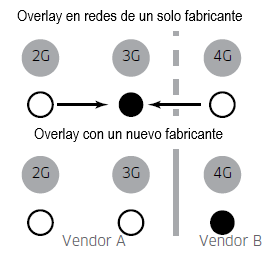 Overlay en redes de un solo fabricante
2G 3G 4G
Overlay con un nuevo fabricante
2G 3G 4G
Vendor A Vendor B